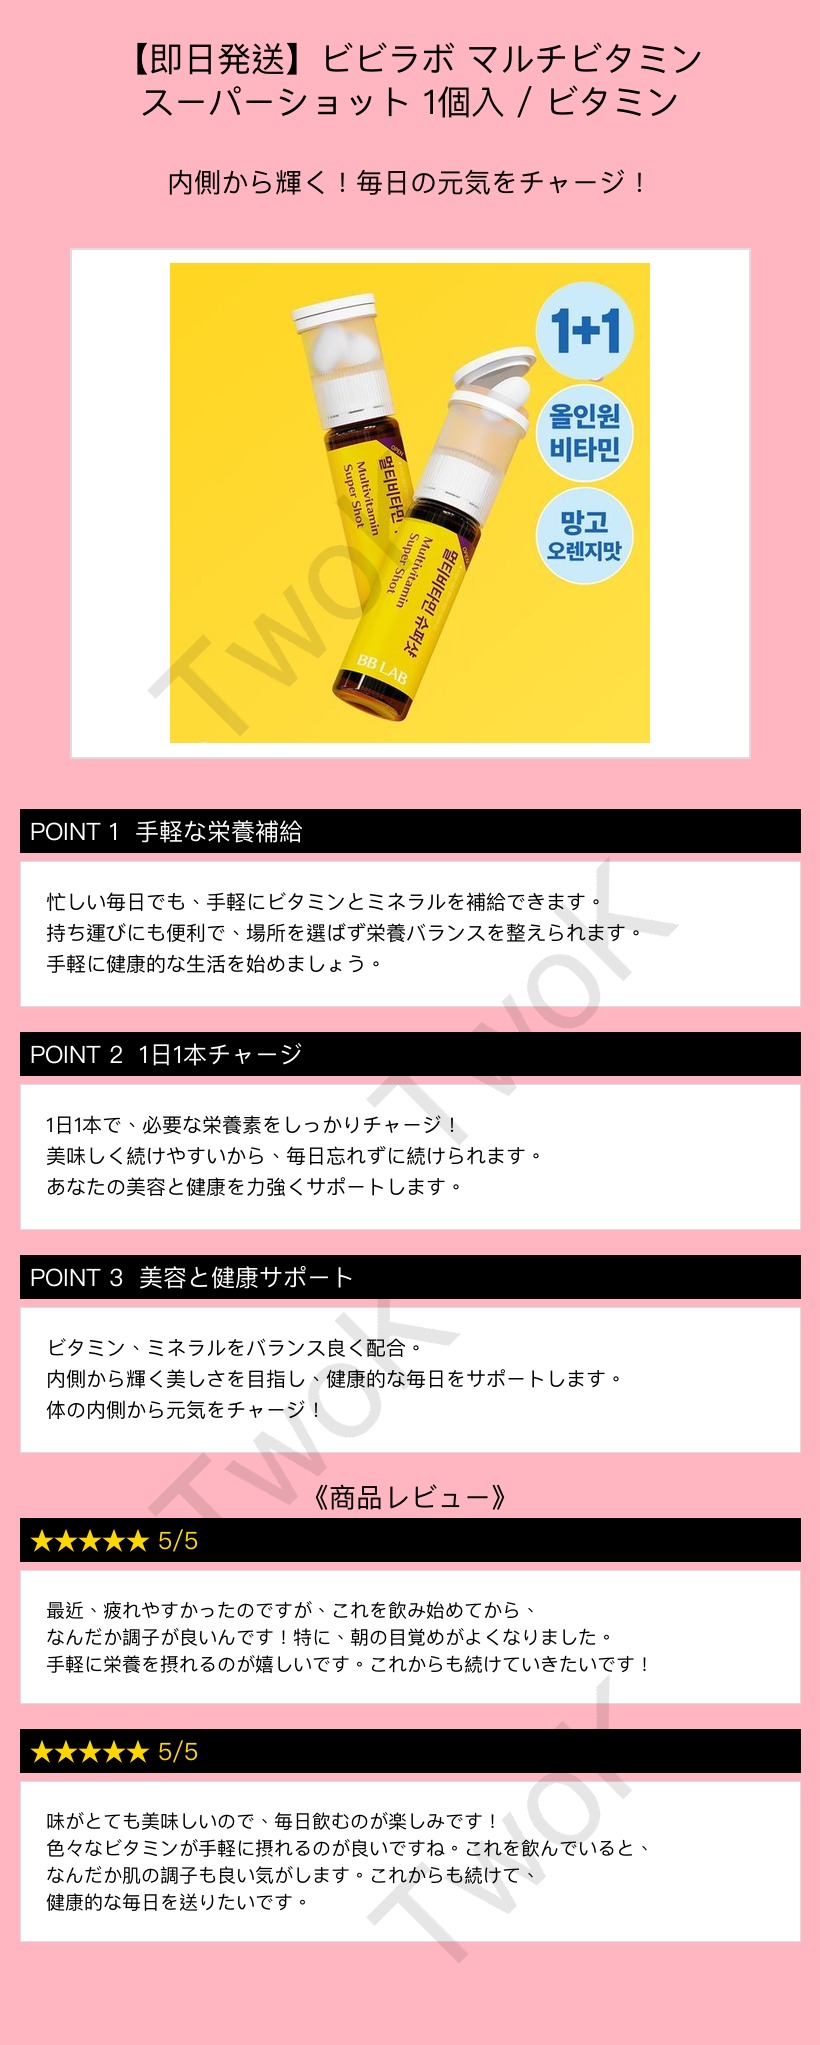 【即日発送】ビビラボ マルチビタミン
スーパーショット 1個入 / ビタミン
内側から輝く！毎日の元気をチャージ！
1+1
올인원
비타민
망고
오렌지맛
OPEN
멀티비타민
Multivitamin
Super Shot
OPEN
멀티비타민 슈퍼샷
Multivitamin
Super Shot
BB LAB
TwoK
POINT 1 手軽な栄養補給
忙しい毎日でも、手軽にビタミンとミネラルを補給できます。
持ち運びにも便利で、場所を選ばず栄養バランスを整えられます。
手軽に健康的な生活を始めましょう。
TwoK
POINT 2 1日1本チャージ
1日1本で、必要な栄養素をしっかりチャージ！
美味しく続けやすいから、毎日忘れずに続けられます。
あなたの美容と健康を力強くサポートします。
POINT 3 美容と健康サポート
ビタミン、ミネラルをバランス良く配合。
内側から輝く美しさを目指し、健康的な毎日をサポートします。
体の内側から元気をチャージ！
TwoK
《商品レビュー》
★★★★★ 5/5
最近、疲れやすかったのですが、これを飲み始めてから、
なんだか調子が良いんです！特に、朝の目覚めがよくなりました。
手軽に栄養を摂れるのが嬉しいです。これからも続けていきたいです！
★★★★★ 5/5
味がとても美味しいので、毎日飲むのが楽しみです！
色々なビタミンが手軽に摂れるのが良いですね。これを飲んでいると、
なんだか肌の調子も良い気がします。これからも続けて、
健康的な毎日を送りたいです。
TwoK